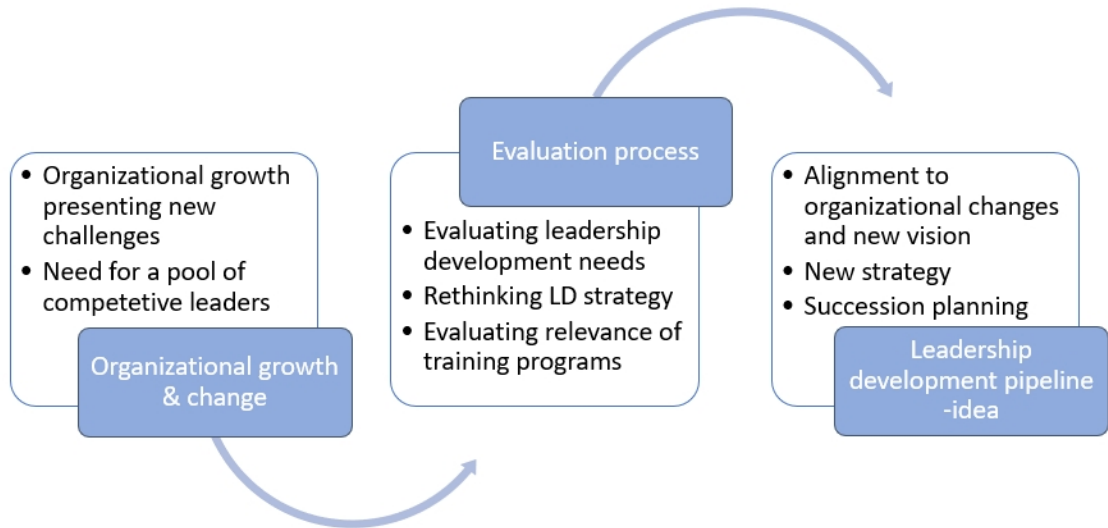 • Organizational growth
presenting new
challenges
• Need for a pool of
competetive leaders
Organizational growth
& change
Evaluation process
• Evaluating leadership
development needs
• Rethinking LD strategy
• Evaluating relevance of
training programs
• Alignment to
organizational changes
and new vision
• New strategy
• Succession planning
Leadership
development pipeline
-idea